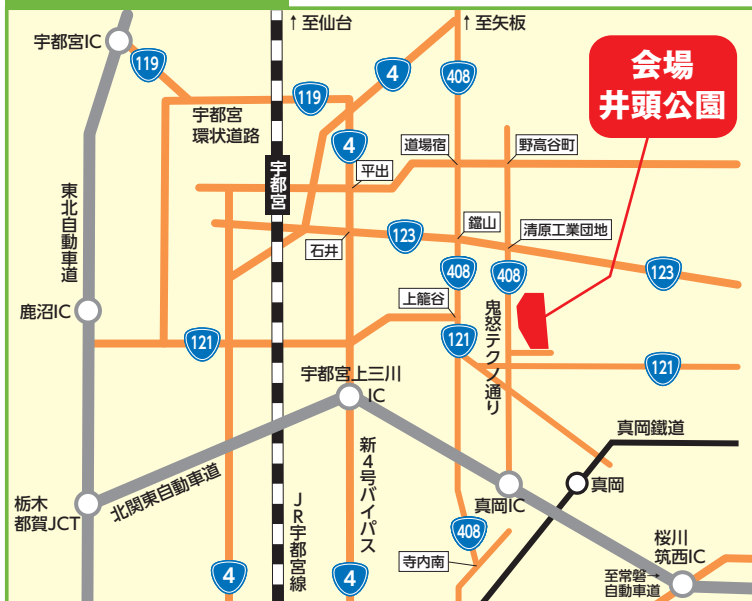 ↑至仙台
↑至矢板
宇都宮IC
119
4
408
会場
井頭公園
119
宇都宮
環状道路
4
道場宿
野高谷町
平出
宇都宮
東北自動車道
石井
123
鐺山
清原工業団地
408
408
123
鹿沼IC
上籠谷
鬼怒テクノ通り
121
121
121
宇都宮上三川
IC
真岡鐵道
新4号バイパス
北関東自動車道
栃木
都賀JCT
真岡IC
真岡
JR宇都宮線
408
桜川
筑西IC
寺内南
4
4
至常磐→
自動車道